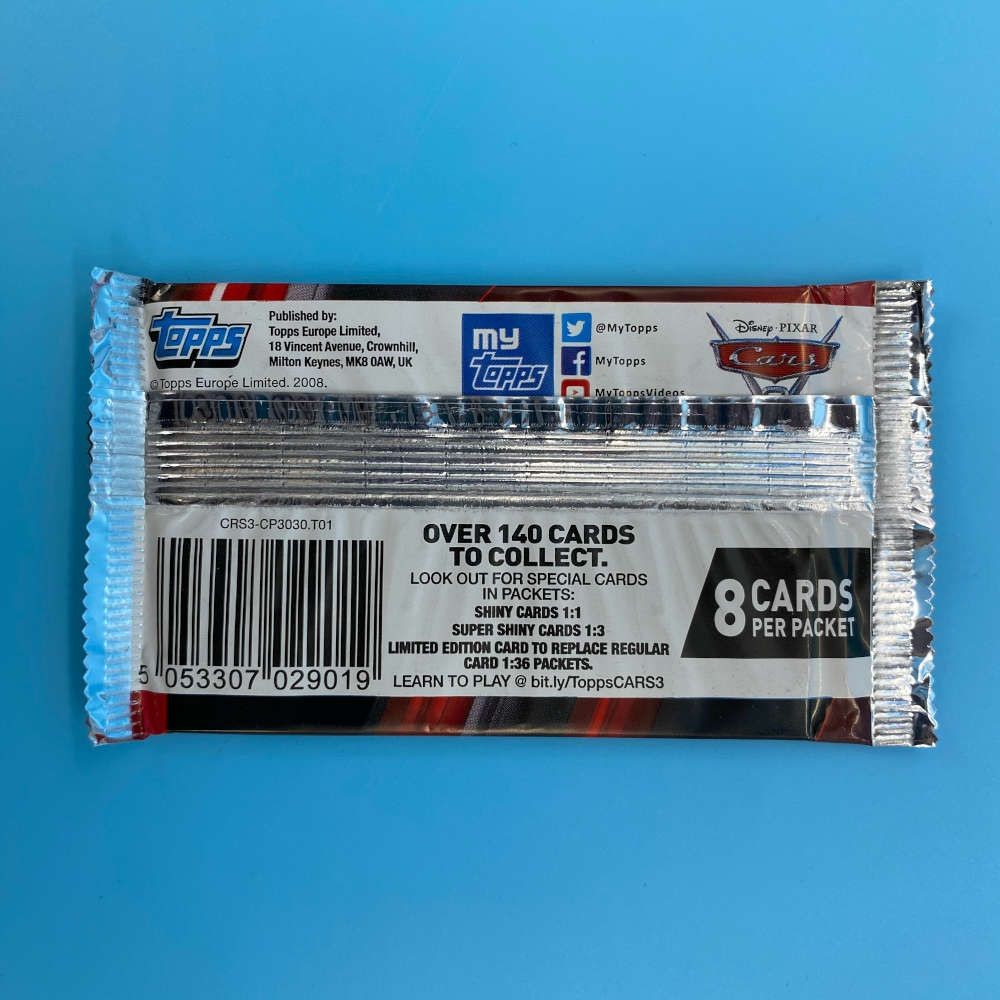 Topps
Published by:
Topps Europe Limited,
18 Vincent Avenue, Crownhill,
Milton Keynes, MK8 0AW, UK
©Topps Europe Limited. 2008.
my
Topps
@MyTopps
MyTopps
MyToppsVideos
Disney·PIXAR
Cars
CRS3-CP3030.T01
5 053307 029019
OVER 140 CARDS
TO COLLECT.
LOOK OUT FOR SPECIAL CARDS
IN PACKETS:
SHINY CARDS 1:1
SUPER SHINY CARDS 1:3
LIMITED EDITION CARD TO REPLACE REGULAR
CARD 1:36 PACKETS.
LEARN TO PLAY @ bit.ly/ToppsCARS3
8 CARDS
PER PACKET